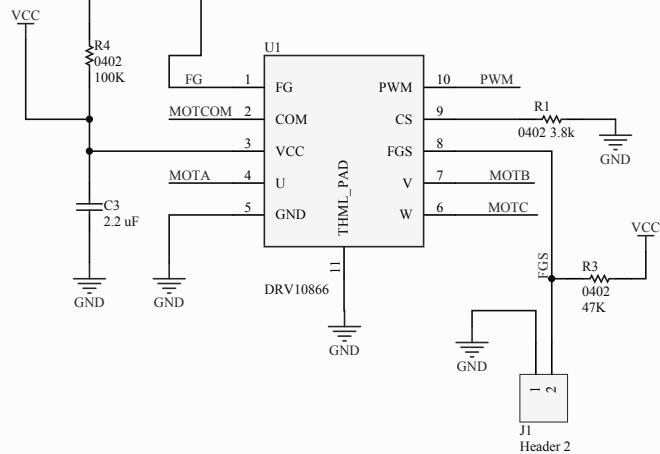 VCC
R4
0402
100K
U1
FG
1
FG
MOTCOM
2
COM
3
VCC
MOTA
4
U
5
GND
THML_PAD
11
PWM
10
PWM
CS
9
R1
0402 3.8k
GND
FGS
8
V
7
MOTB
W
6
MOTC
C3
2.2 uF
GND
GND
DRV10866
GND
FGS
VCC
R3
0402
47K
GND
1
2
J1
Header 2